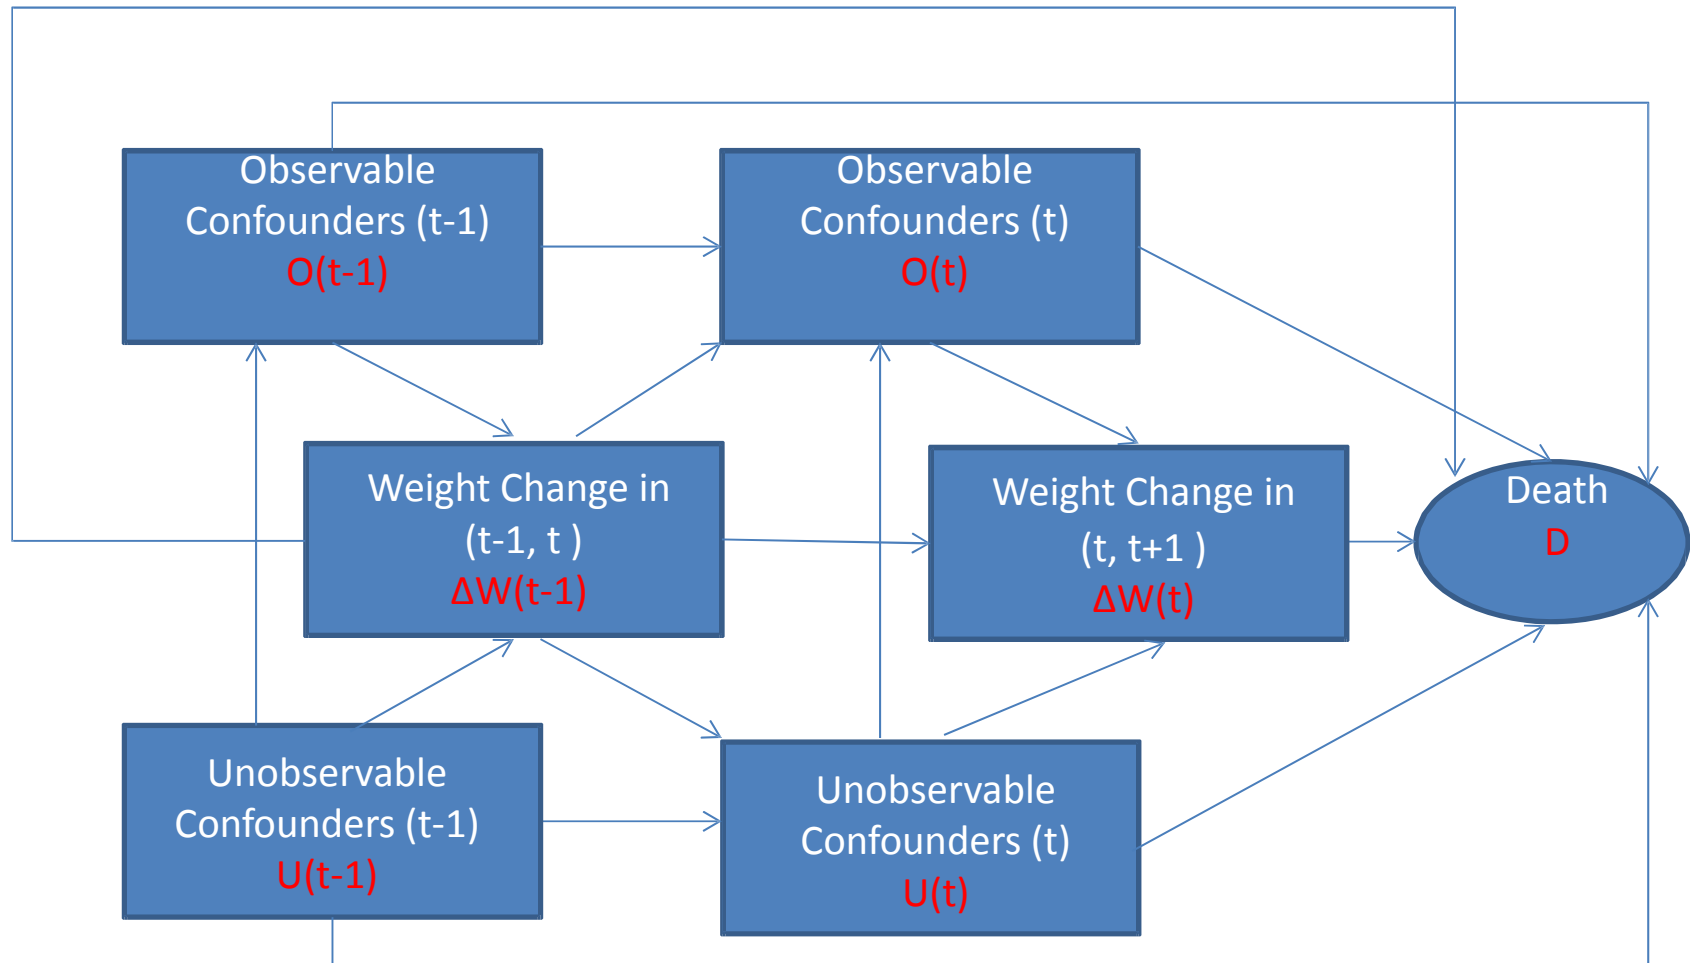 Observable
Confounders (t-1)
O(t-1)
Observable
Confounders (t)
O(t)
Weight Change in
(t-1, t )
ΔW(t-1)
Weight Change in
(t, t+1 )
ΔW(t)
Death
D
Unobservable
Confounders (t-1)
U(t-1)
Unobservable
Confounders (t)
U(t)